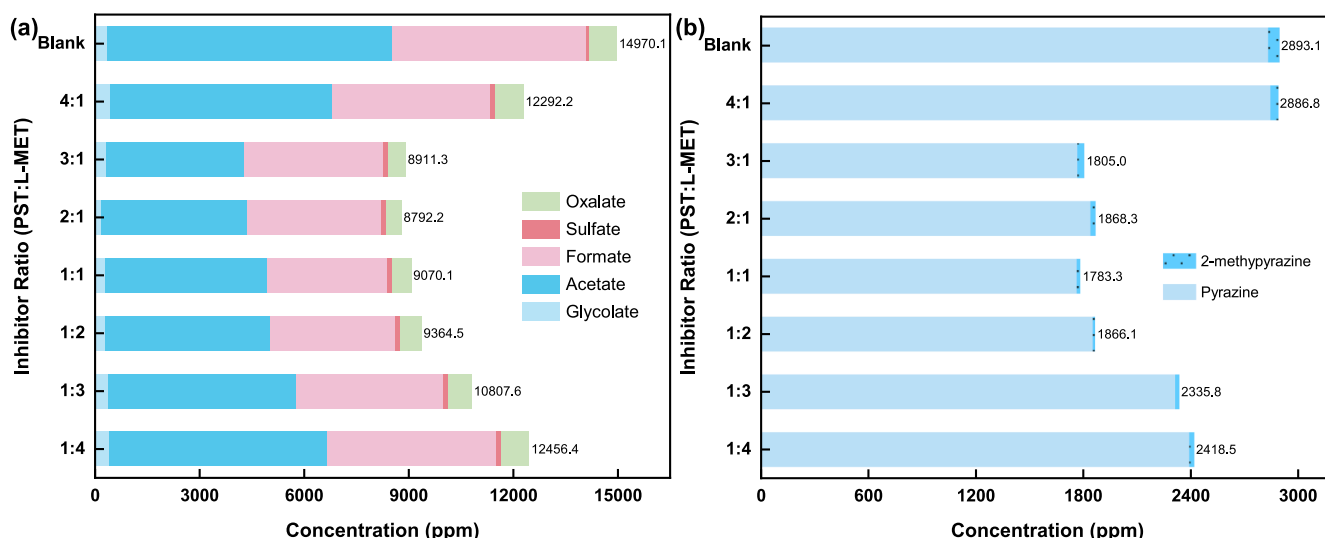 (a)
Inhibitor Ratio (PST:L-MET)
Blank
14970.1
4:1
12292.2
3:1
8911.3
2:1
8792.2
1:1
9070.1
1:2
9364.5
1:3
10807.6
1:4
12456.4
Oxalate
Sulfate
Formate
Acetate
Glycolate
0 3000 6000 9000 12000 15000
Concentration (ppm)
(b)
Inhibitor Ratio (PST:L-MET)
Blank
2893.1
4:1
2886.8
3:1
1805.0
2:1
1868.3
1:1
1783.3
1:2
1866.1
1:3
2335.8
1:4
2418.5
2-methypyrazine
Pyrazine
0 600 1200 1800 2400 3000
Concentration (ppm)